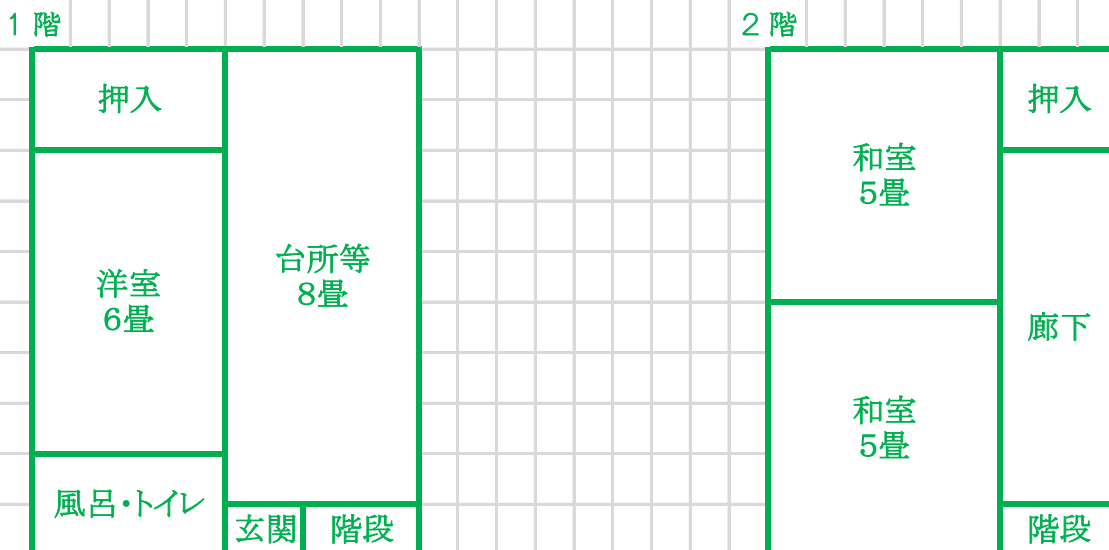 1 階
押入
洋室
6畳
風呂・トイレ
台所等
8畳
玄関
階段
2 階
和室
5畳
和室
5畳
押入
廊下
階段